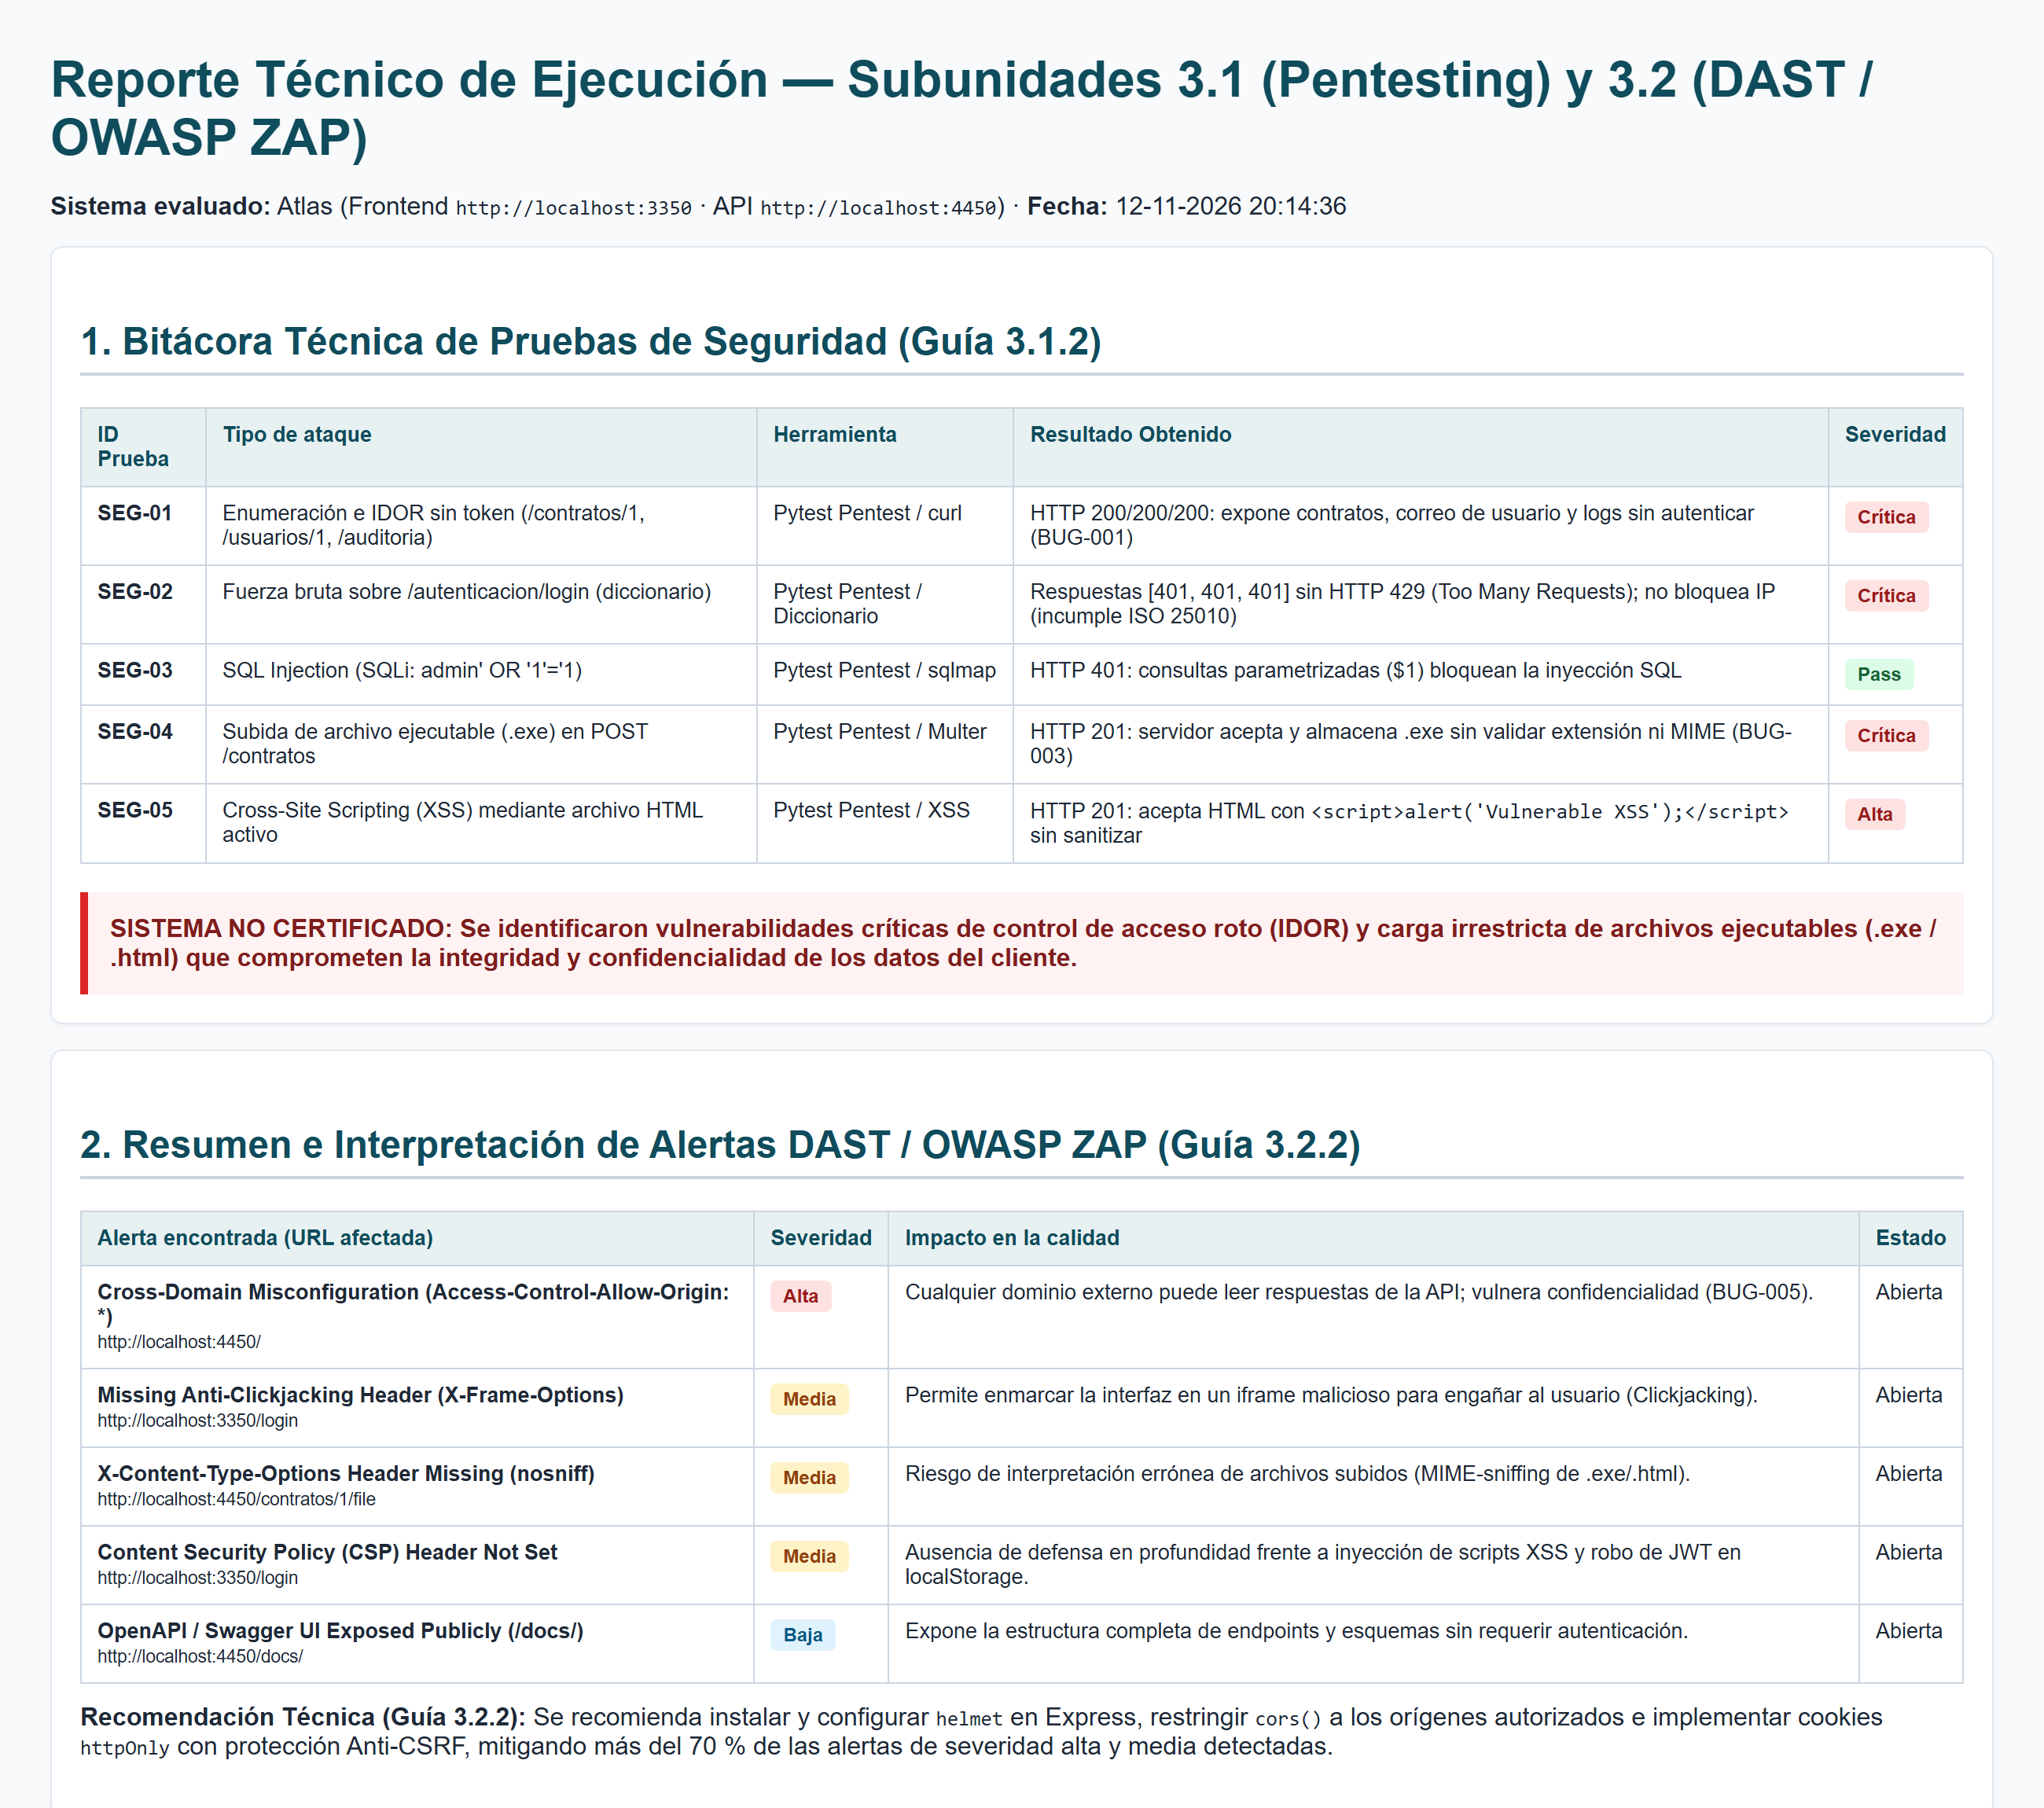 Reporte Técnico de Ejecución — Subunidades 3.1 (Pentesting) y 3.2 (DAST /
OWASP ZAP)
Sistema evaluado: Atlas (Frontend http://localhost:3350 · API http://localhost:4450) · Fecha: 12-11-2026 20:14:36
1. Bitácora Técnica de Pruebas de Seguridad (Guía 3.1.2)
ID
Prueba
Tipo de ataque
Herramienta
Resultado Obtenido
Severidad
SEG-01
Enumeración e IDOR sin token (/contratos/1,
/usuarios/1, /auditoria)
Pytest Pentest / curl
HTTP 200/200/200: expone contratos, correo de usuario y logs sin autenticar
(BUG-001)
Crítica
SEG-02
Fuerza bruta sobre /autenticacion/login (diccionario)
Pytest Pentest /
Diccionario
Respuestas [401, 401, 401] sin HTTP 429 (Too Many Requests); no bloquea IP
(incumple ISO 25010)
Crítica
SEG-03
SQL Injection (SQLi: admin' OR '1'='1)
Pytest Pentest / sqlmap
HTTP 401: consultas parametrizadas ($1) bloquean la inyección SQL
Pass
SEG-04
Subida de archivo ejecutable (.exe) en POST
/contratos
Pytest Pentest / Multer
HTTP 201: servidor acepta y almacena .exe sin validar extensión ni MIME (BUG-
003)
Crítica
SEG-05
Cross-Site Scripting (XSS) mediante archivo HTML
activo
Pytest Pentest / XSS
HTTP 201: acepta HTML con <script>alert('Vulnerable XSS');</script>
sin sanitizar
Alta
SISTEMA NO CERTIFICADO: Se identificaron vulnerabilidades críticas de control de acceso roto (IDOR) y carga irrestricta de archivos ejecutables (.exe /
.html) que comprometen la integridad y confidencialidad de los datos del cliente.
2. Resumen e Interpretación de Alertas DAST / OWASP ZAP (Guía 3.2.2)
Alerta encontrada (URL afectada)
Severidad
Impacto en la calidad
Estado
Cross-Domain Misconfiguration (Access-Control-Allow-Origin:
*)
http://localhost:4450/
Alta
Cualquier dominio externo puede leer respuestas de la API; vulnera confidencialidad (BUG-005).
Abierta
Missing Anti-Clickjacking Header (X-Frame-Options)
http://localhost:3350/login
Media
Permite enmarcar la interfaz en un iframe malicioso para engañar al usuario (Clickjacking).
Abierta
X-Content-Type-Options Header Missing (nosniff)
http://localhost:4450/contratos/1/file
Media
Riesgo de interpretación errónea de archivos subidos (MIME-sniffing de .exe/.html).
Abierta
Content Security Policy (CSP) Header Not Set
http://localhost:3350/login
Media
Ausencia de defensa en profundidad frente a inyección de scripts XSS y robo de JWT en
localStorage.
Abierta
OpenAPI / Swagger UI Exposed Publicly (/docs/)
http://localhost:4450/docs/
Baja
Expone la estructura completa de endpoints y esquemas sin requerir autenticación.
Abierta
Recomendación Técnica (Guía 3.2.2): Se recomienda instalar y configurar helmet en Express, restringir cors() a los orígenes autorizados e implementar cookies
httpOnly con protección Anti-CSRF, mitigando más del 70 % de las alertas de severidad alta y media detectadas.